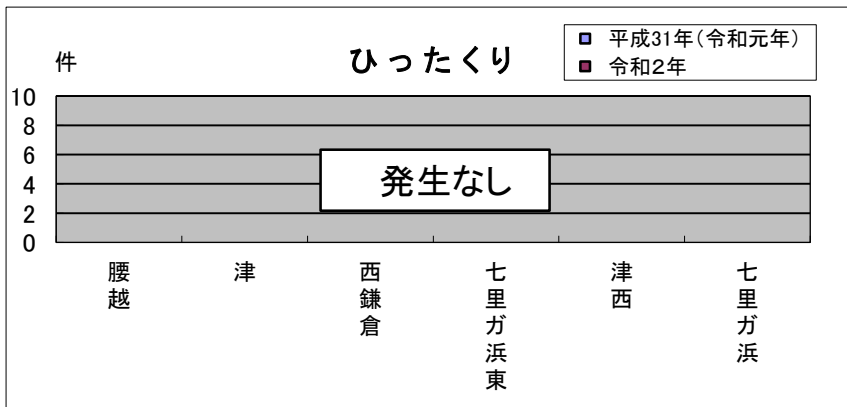 ひったくり
平成31年(令和元年)
令和2年
件
10
8
6
4
2
0
発生なし
腰越
津
西鎌倉
七里ガ浜東
津西
七里ガ浜